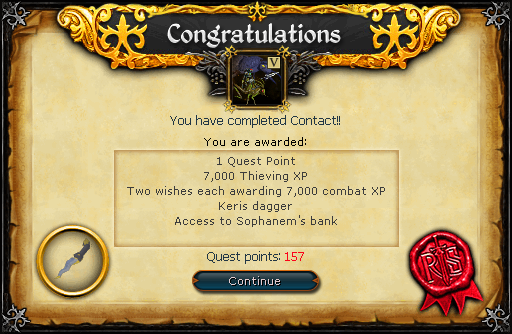 Congratulations
V
You have completed Contact!!
You are awarded:
1 Quest Point
7,000 Thieving XP
Two wishes each awarding 7,000 combat XP
Keris dagger
Access to Sophanem's bank
Quest points: 157
RS
Continue